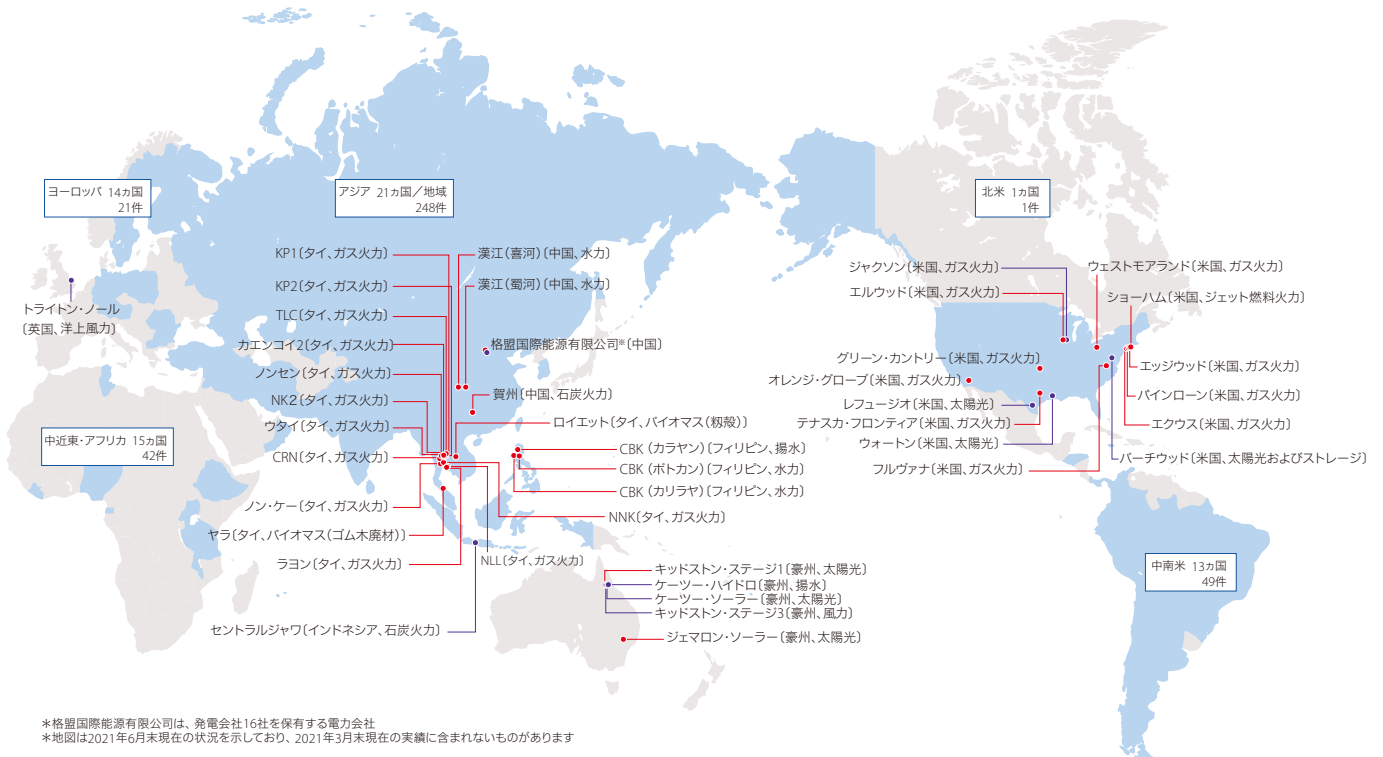 ヨーロッパ 14ヵ国
21件
アジア 21ヵ国／地域
248件
北米 1ヵ国
1件
中近東・アフリカ 15ヵ国
42件
中南米 13ヵ国
49件
トライトン・ノール
〔英国、洋上風力〕
KP1〔タイ、ガス火力〕
KP2〔タイ、ガス火力〕
TLC〔タイ、ガス火力〕
カエンコイ2〔タイ、ガス火力〕
ノンセン〔タイ、ガス火力〕
NK2〔タイ、ガス火力〕
ウタイ〔タイ、ガス火力〕
CRN〔タイ、ガス火力〕
ノン・ケー〔タイ、ガス火力〕
ヤラ〔タイ、バイオマス(ゴム木廃材)〕
ラヨン〔タイ、ガス火力〕
セントラルジャワ〔インドネシア、石炭火力〕
漢江(喜河)〔中国、水力〕
漢江(蜀河)〔中国、水力〕
格盟国際能源有限公司※〔中国〕
賀州〔中国、石炭火力〕
ロイエット〔タイ、バイオマス(籾殻)〕
CBK (カラヤン)〔フィリピン、揚水〕
CBK (ボトカン)〔フィリピン、水力〕
CBK (カリラヤ)〔フィリピン、水力〕
NNK〔タイ、ガス火力〕
NLL〔タイ、ガス火力〕
キッドストン・ステージ1〔豪州、太陽光〕
ケーツー・ハイドロ〔豪州、揚水〕
ケーツー・ソーラー〔豪州、太陽光〕
キッドストン・ステージ3〔豪州、風力〕
ジェマロン・ソーラー〔豪州、太陽光〕
ジャクソン〔米国、ガス火力〕
エルウッド〔米国、ガス火力〕
グリーン・カントリー〔米国、ガス火力〕
オレンジ・グローブ〔米国、ガス火力〕
レフュージオ〔米国、太陽光〕
テナスカ・フロンティア〔米国、ガス火力〕
ウォートン〔米国、太陽光〕
フルヴァナ〔米国、ガス火力〕
ウェストモアランド〔米国、ガス火力〕
ショーハム〔米国、ジェット燃料火力〕
エッジウッド〔米国、ガス火力〕
パインローン〔米国、ガス火力〕
エクウス〔米国、ガス火力〕
バーチウッド〔米国、太陽光およびストレージ〕
＊格盟国際能源有限公司は、発電会社16社を保有する電力会社
＊地図は2021年6月末現在の状況を示しており、2021年3月末現在の実績に含まれないものがあります